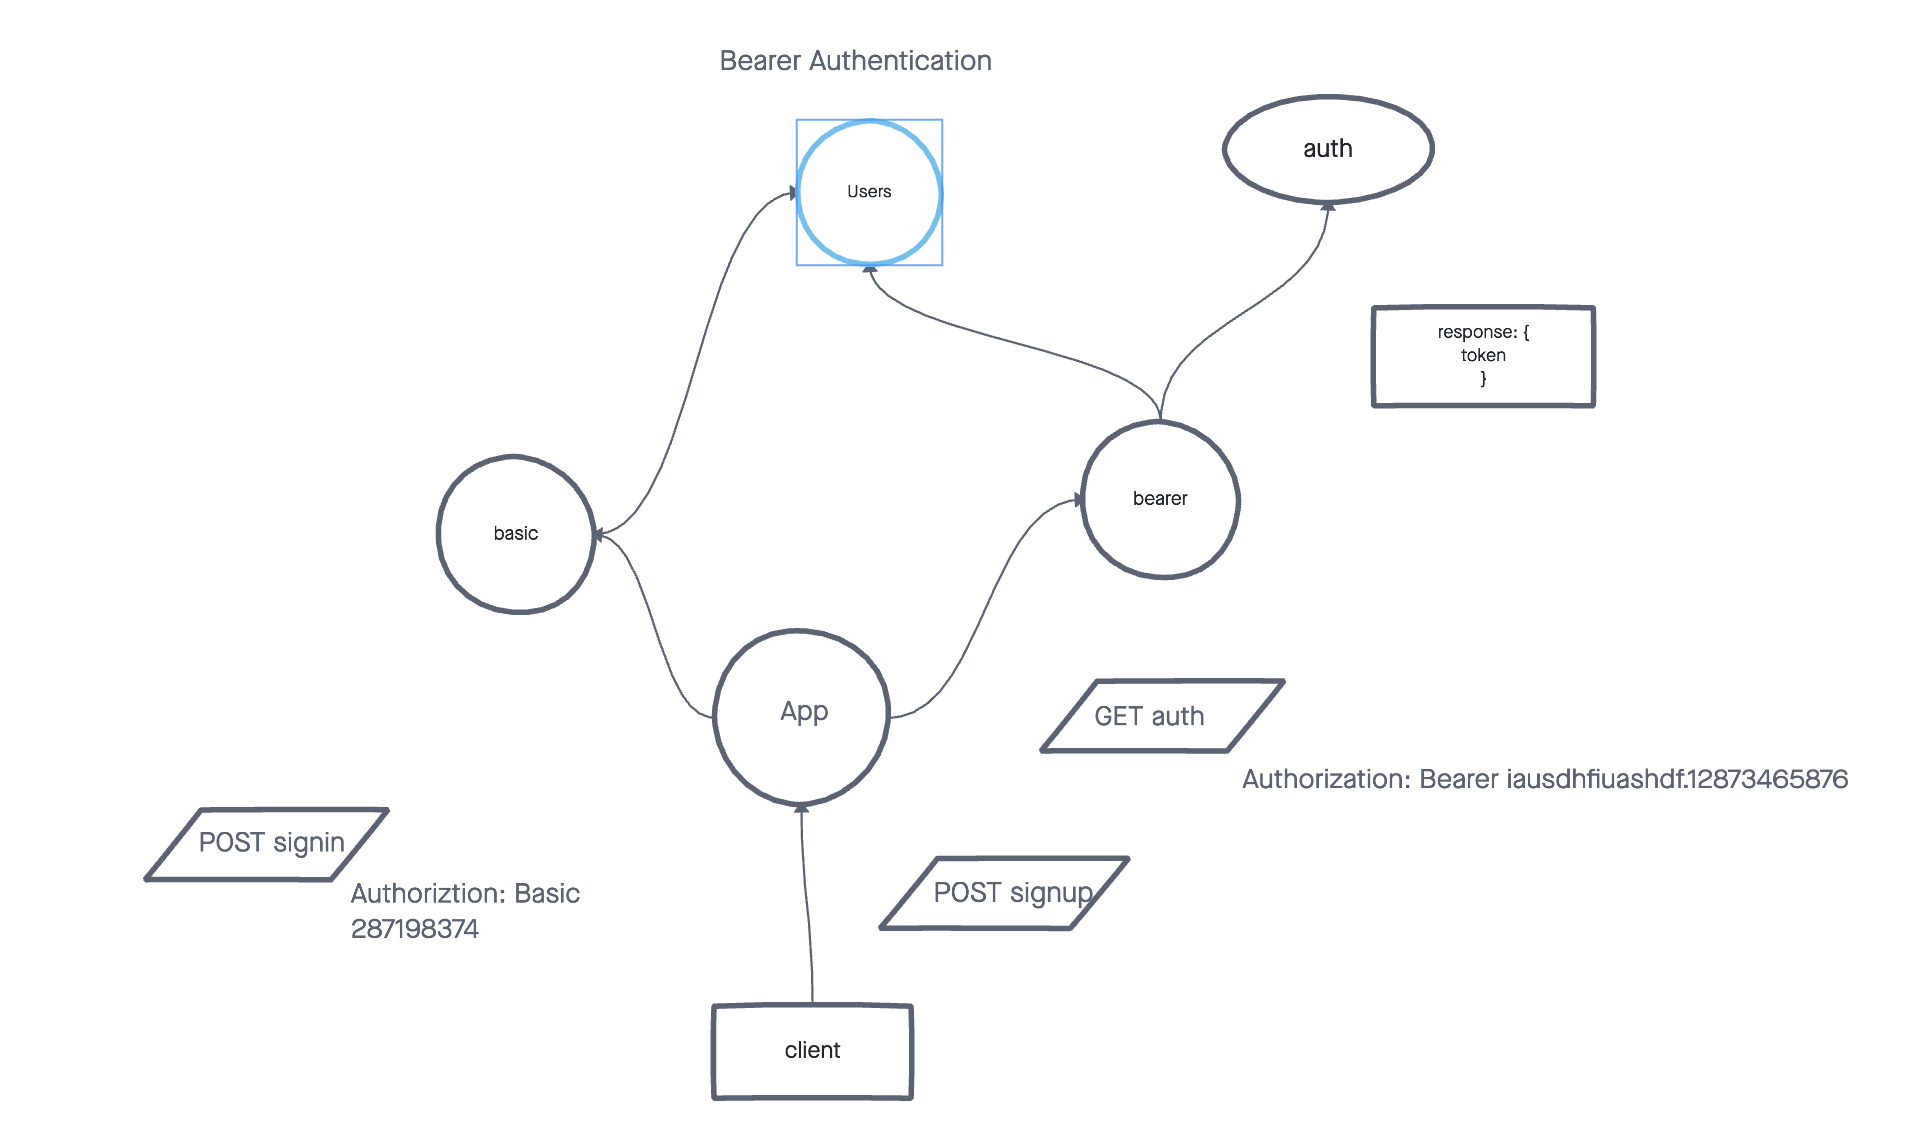 Bearer Authentication
Users
auth
response: {
token
}
basic
bearer
App
GET auth
Authorization: Bearer iausdhfiuashdf.12873465876
POST signin
Authoriztion: Basic
287198374
POST signup
client